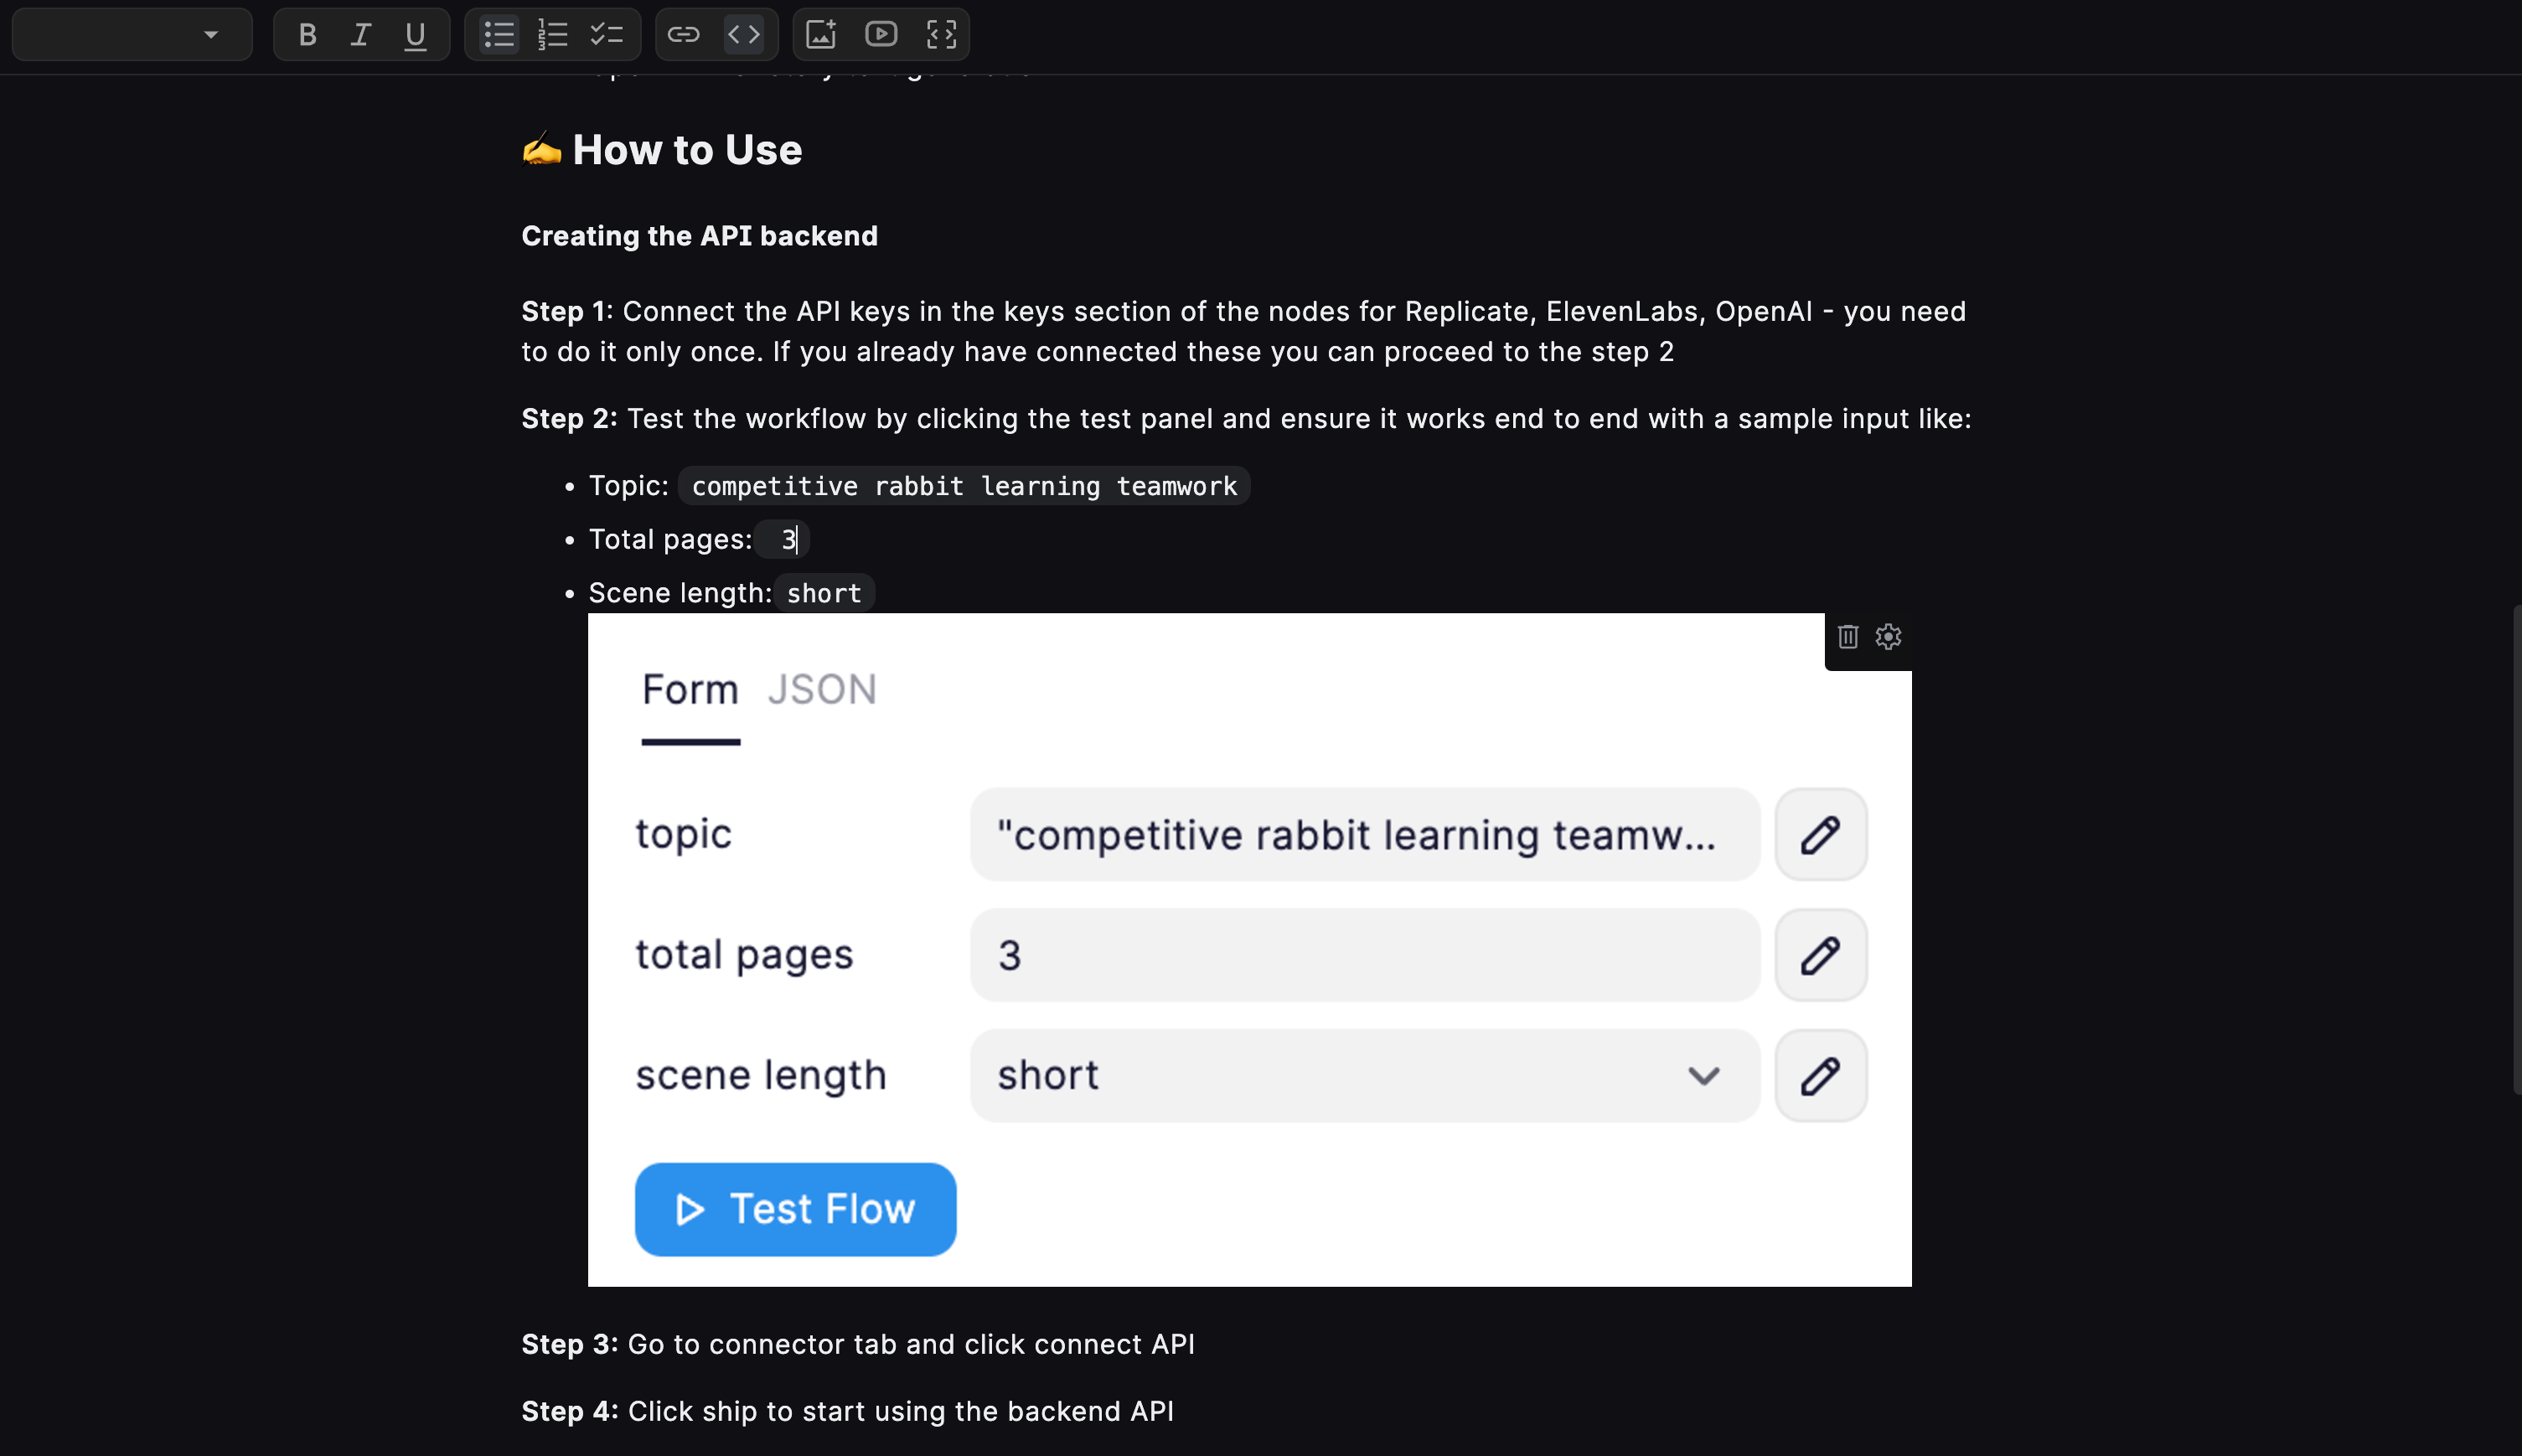 B I U
✍️ How to Use
Creating the API backend
Step 1: Connect the API keys in the keys section of the nodes for Replicate, ElevenLabs, OpenAI - you need
to do it only once. If you already have connected these you can proceed to the step 2
Step 2: Test the workflow by clicking the test panel and ensure it works end to end with a sample input like:
• Topic: competitive rabbit learning teamwork
• Total pages: 3
• Scene length: short
Form JSON
topic "competitive rabbit learning teamw...
total pages 3
scene length short
Test Flow
Step 3: Go to connector tab and click connect API
Step 4: Click ship to start using the backend API